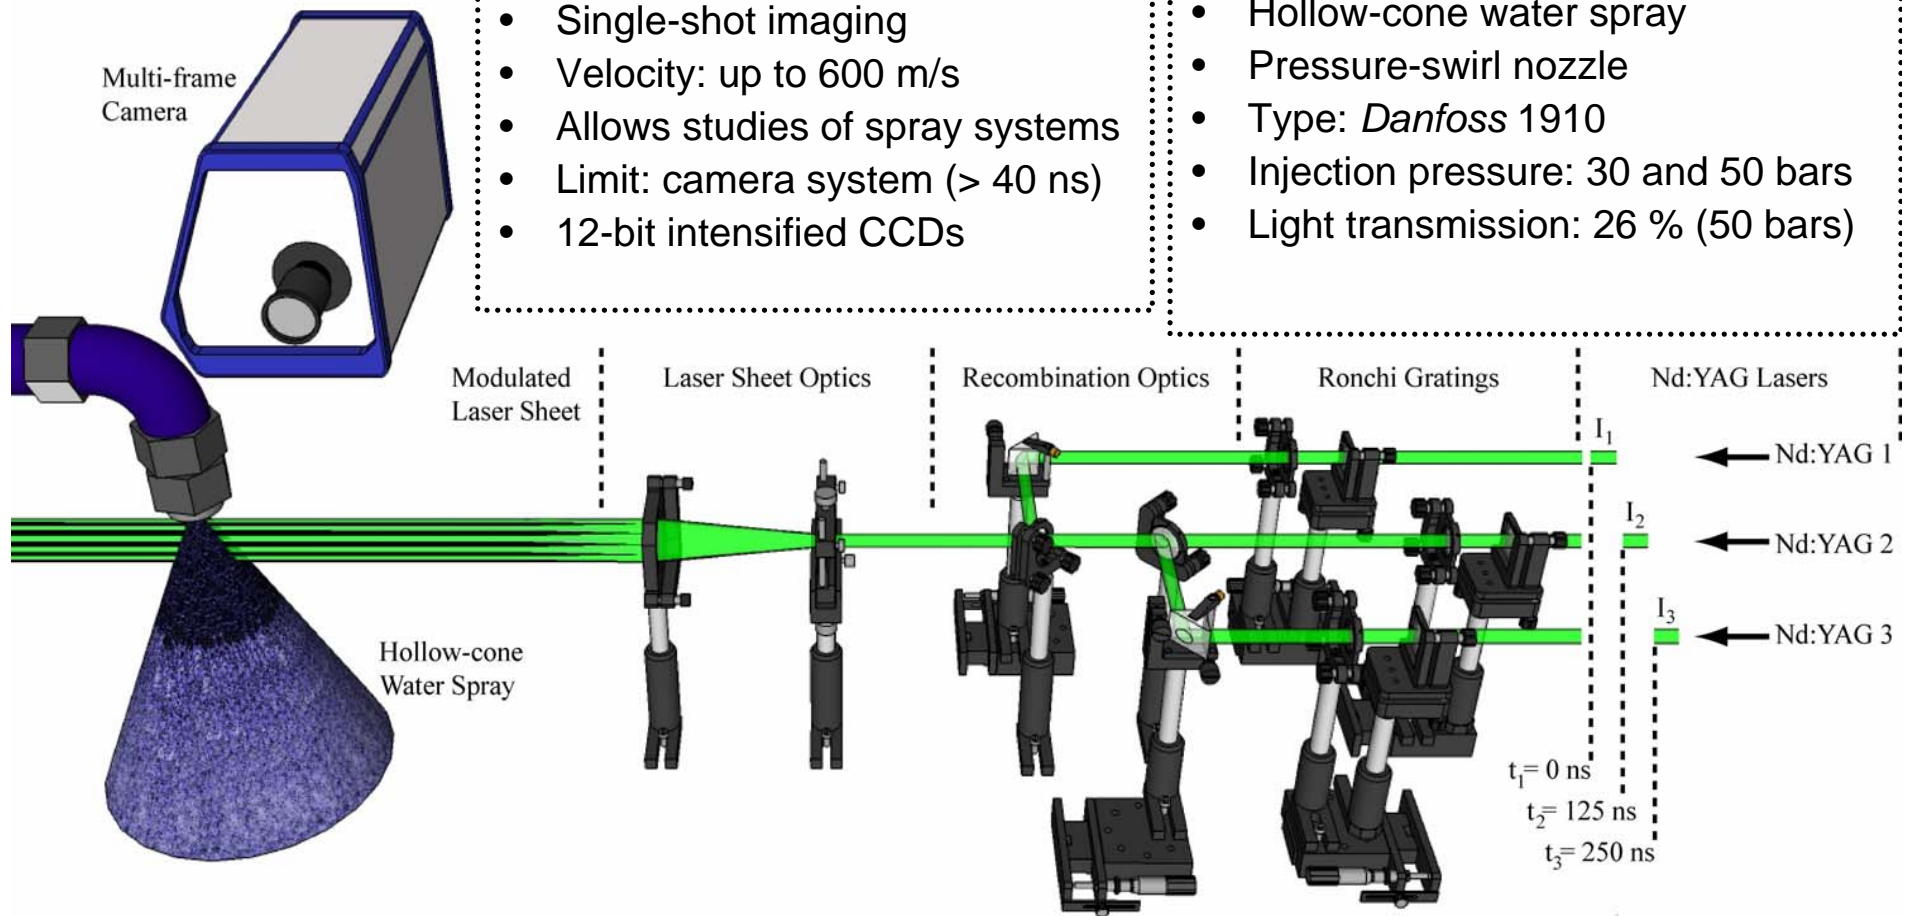 • Single-shot imaging
• Velocity: up to 600 m/s
• Allows studies of spray systems
• Limit: camera system (> 40 ns)
• 12-bit intensified CCDs
• Hollow-cone water spray
• Pressure-swirl nozzle
• Type: Danfoss 1910
• Injection pressure: 30 and 50 bars
• Light transmission: 26 % (50 bars)
Multi-frame
Camera
Modulated
Laser Sheet
Laser Sheet Optics
Recombination Optics
Ronchi Gratings
Nd:YAG Lasers
I₁
Nd:YAG 1
I₂
Nd:YAG 2
I₃
Nd:YAG 3
Hollow-cone
Water Spray
t₁= 0 ns
t₂= 125 ns
t₃= 250 ns